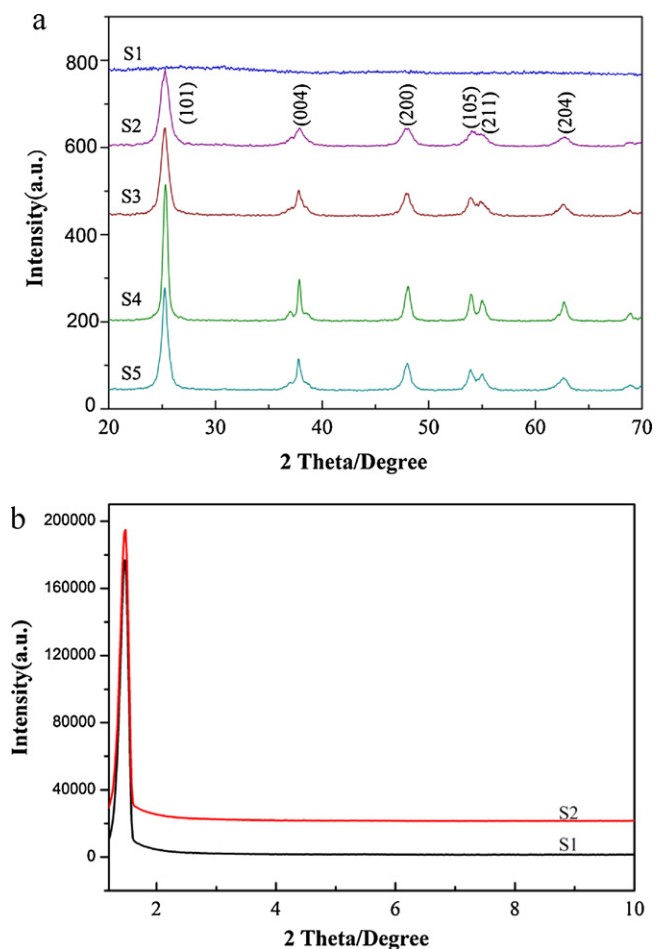 a
800
600
400
200
0
Intensity(a.u.)
S1
S2
S3
S4
S5
(101)
(004)
(200)
(105)
(211)
(204)
20
30
40
50
60
70
2 Theta/Degree
b
200000
160000
120000
80000
40000
0
Intensity(a.u.)
S2
S1
2
4
6
8
10
2 Theta/Degree